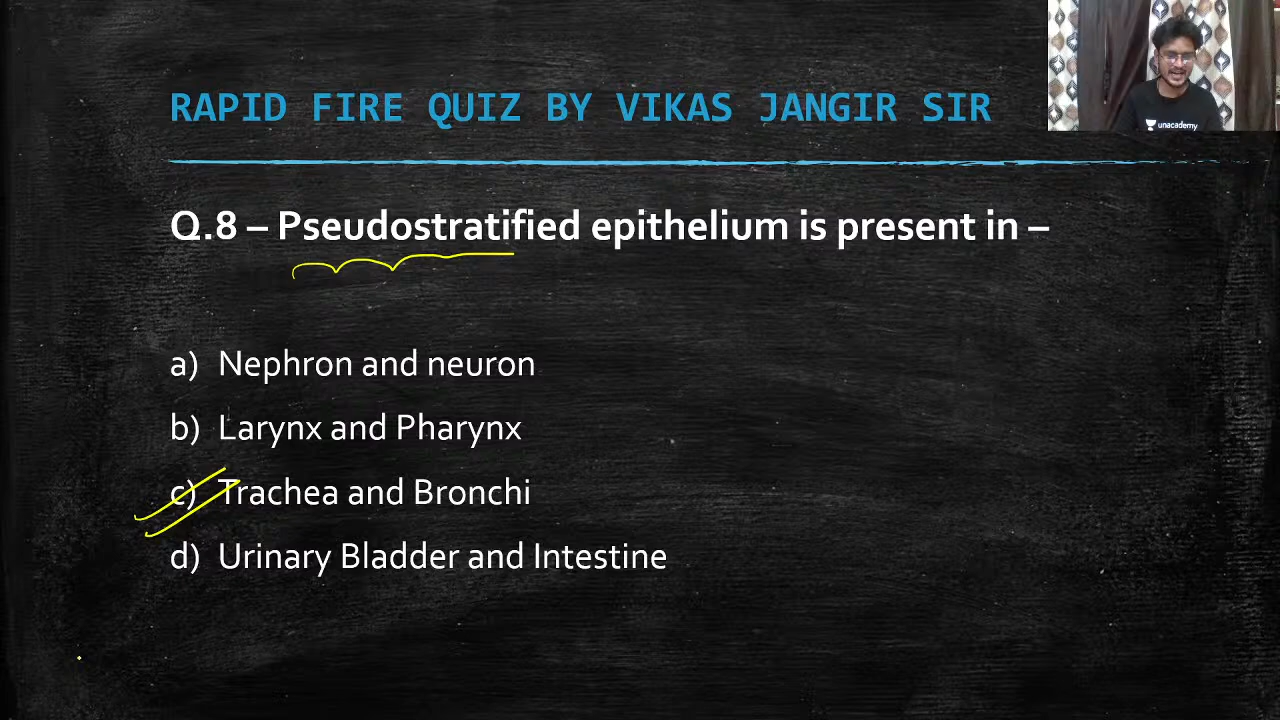 RAPID FIRE QUIZ BY VIKAS JANGIR SIR
unacademy
Q.8 – Pseudostratified epithelium is present in –
a) Nephron and neuron
b) Larynx and Pharynx
c) Trachea and Bronchi
d) Urinary Bladder and Intestine